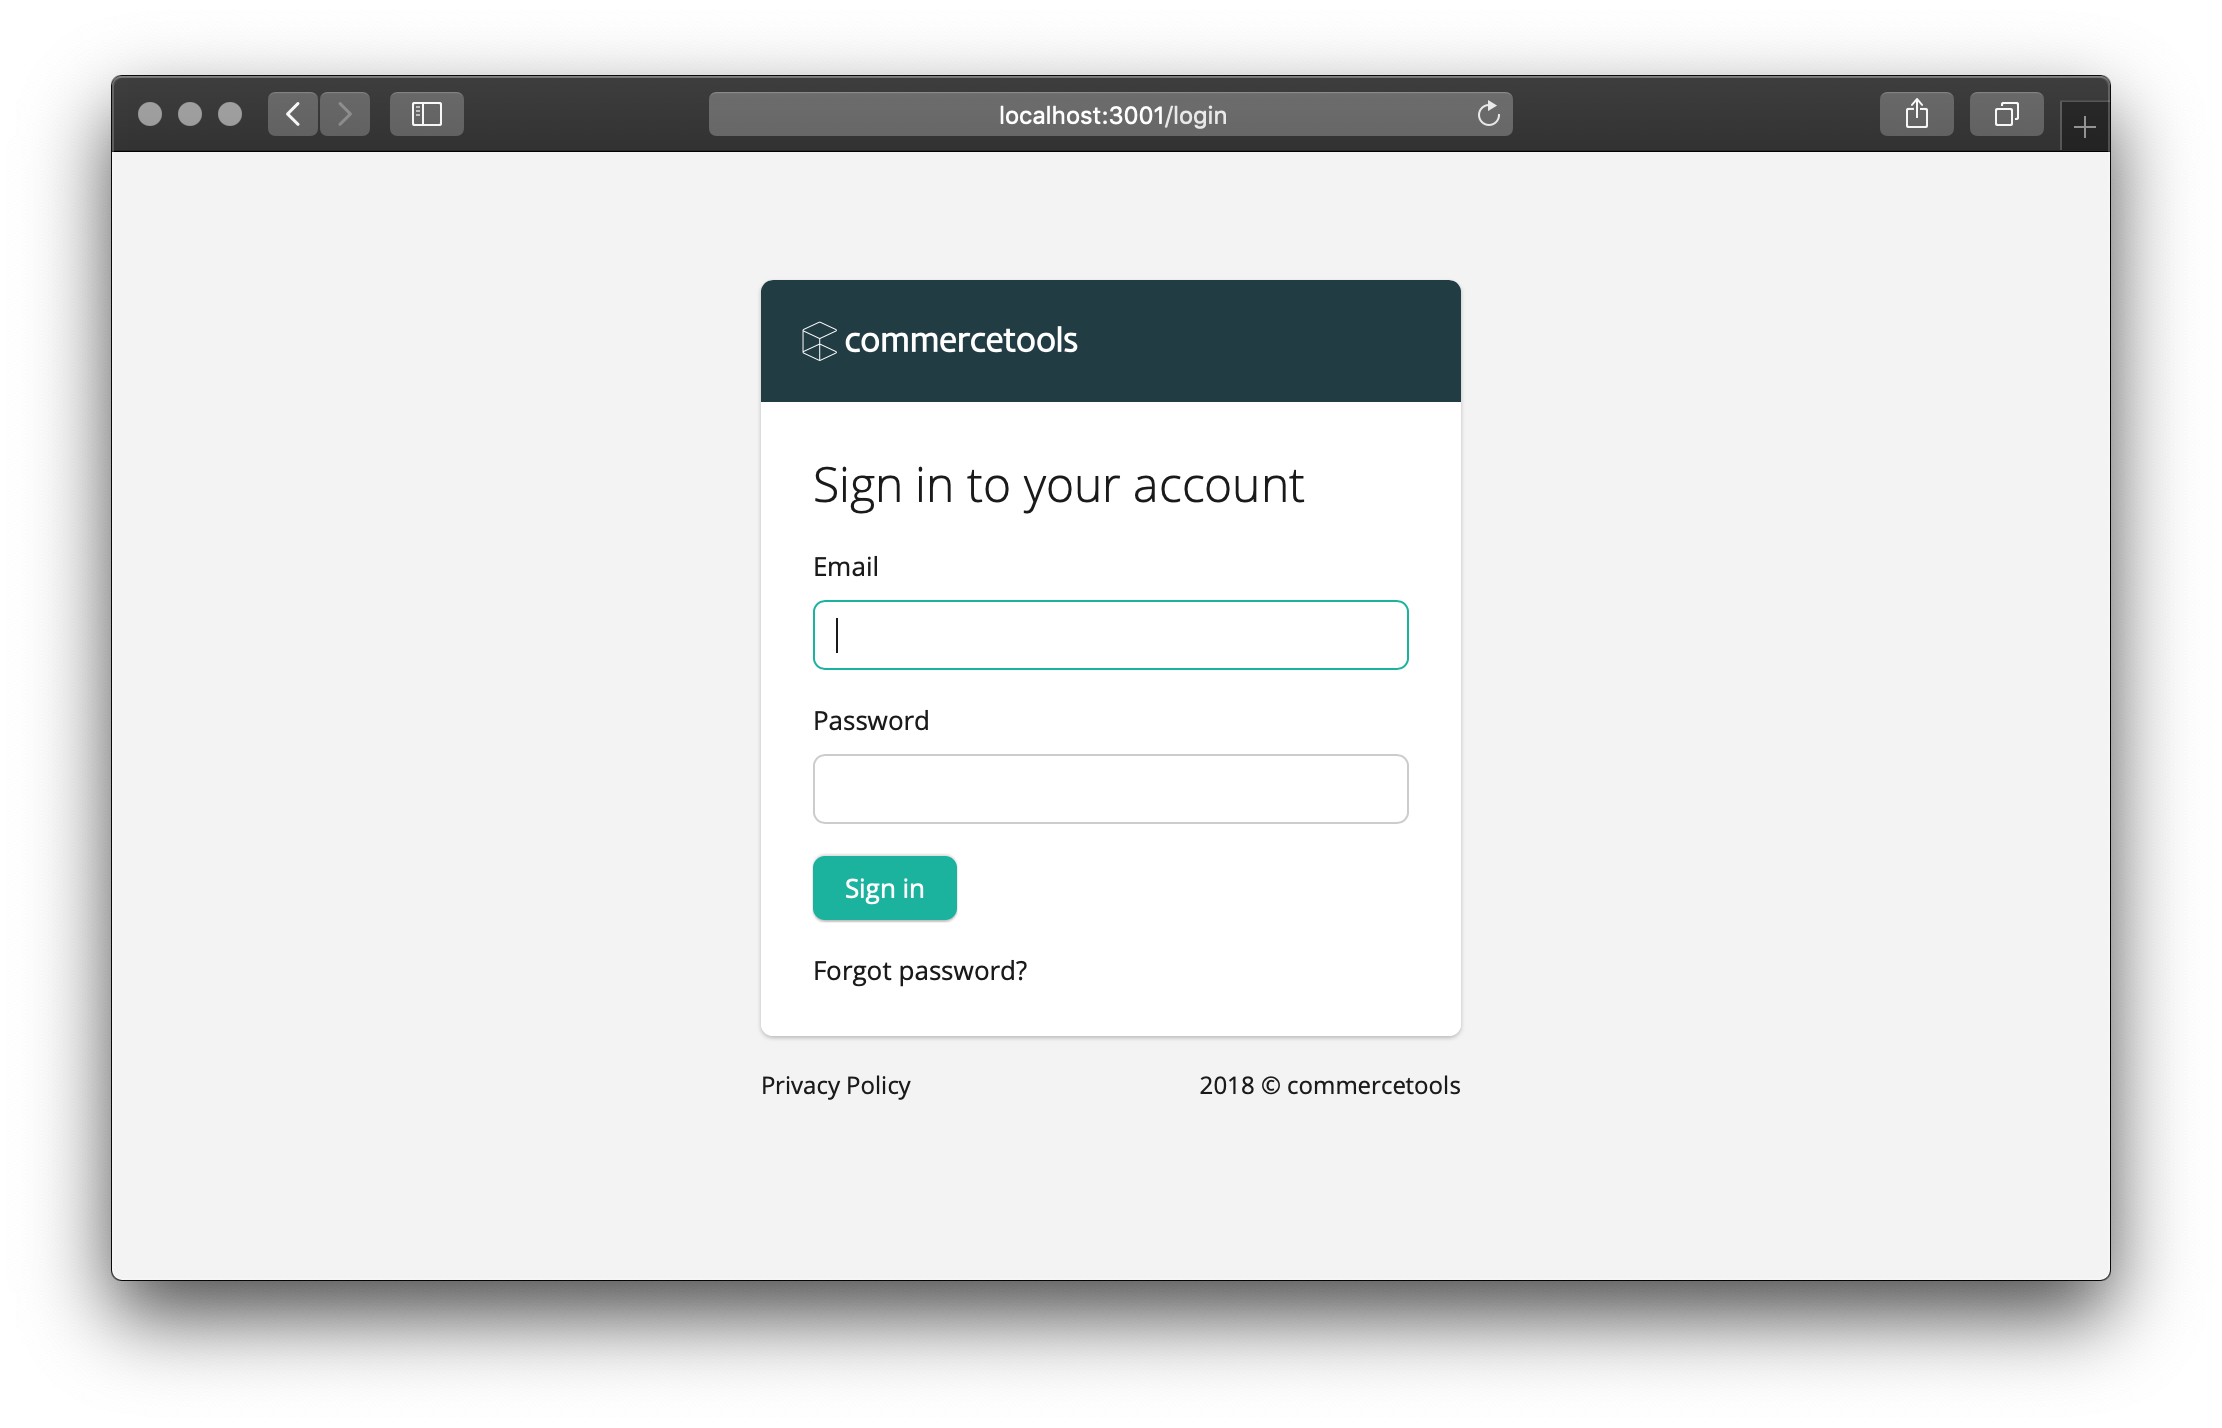 localhost:3001/login
commercetools
Sign in to your account
Email
Password
Sign in
Forgot password?
Privacy Policy
2018 © commercetools